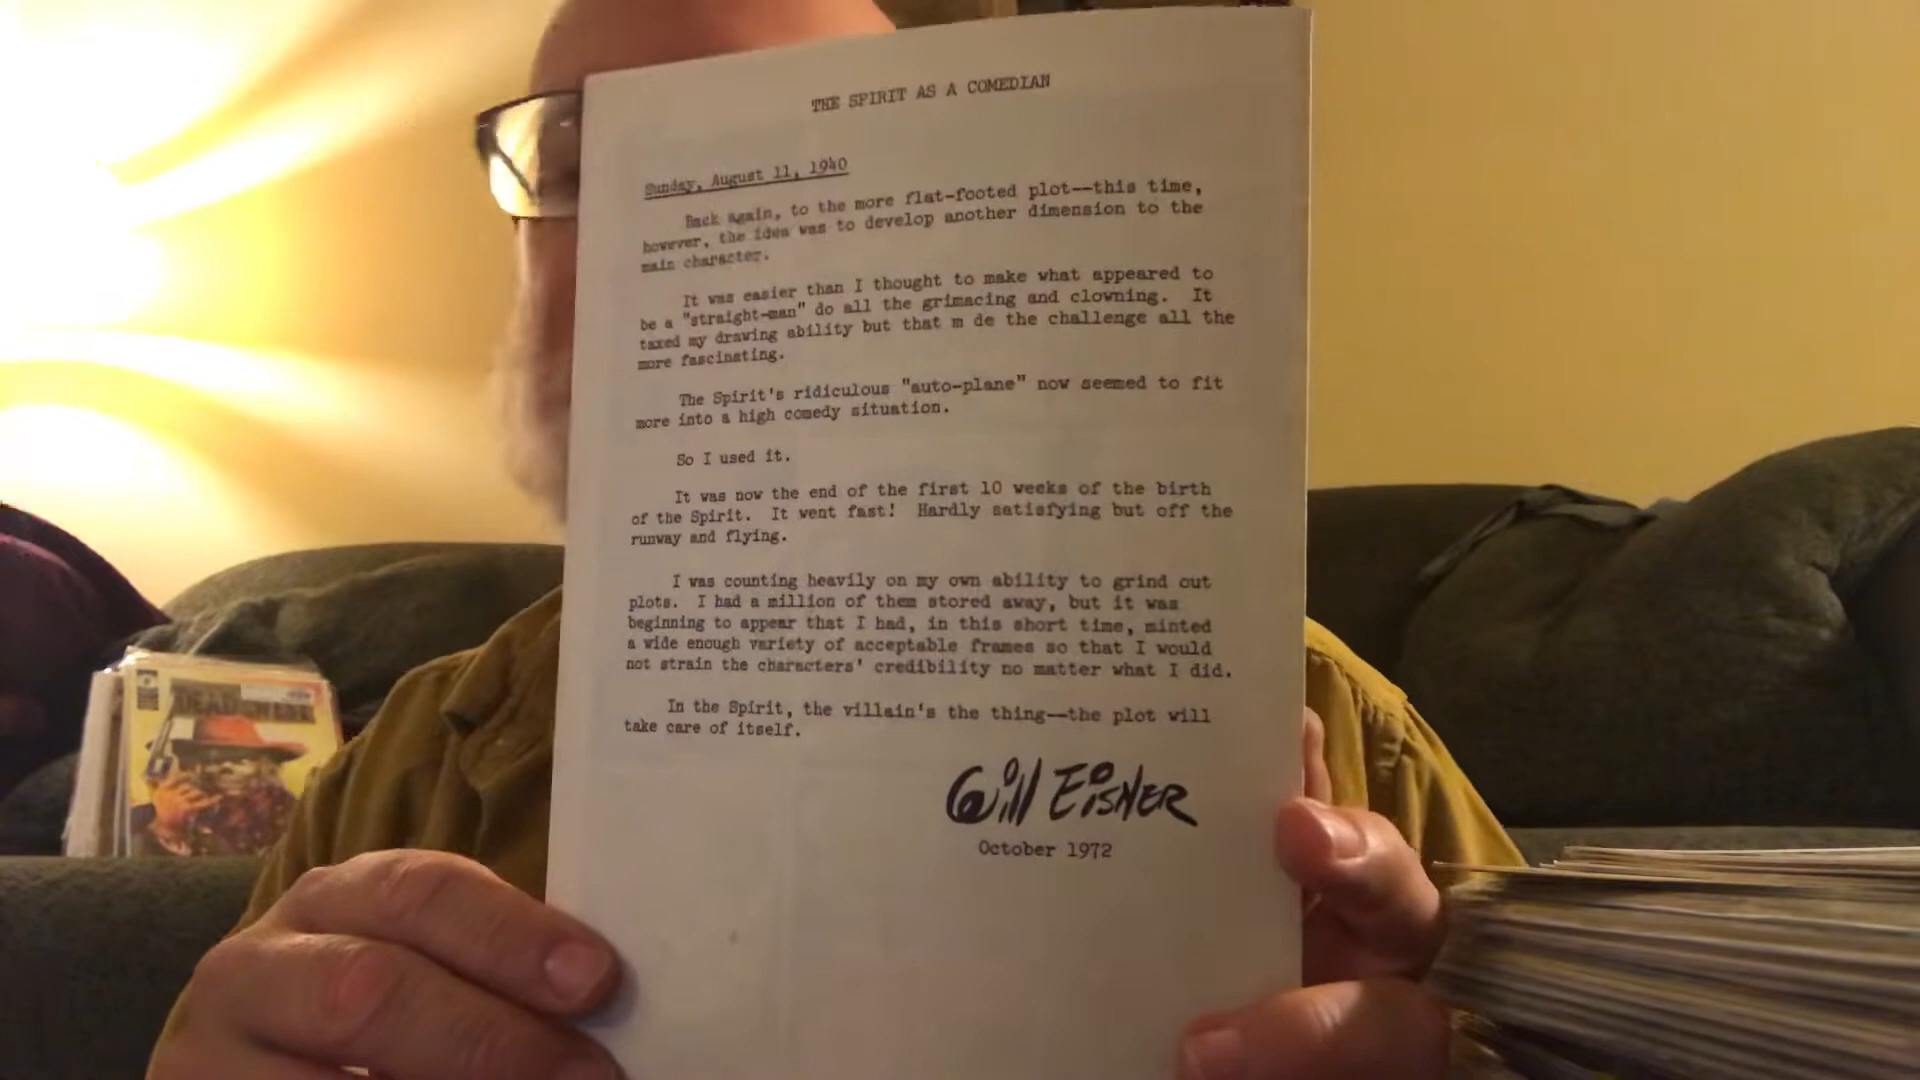 THE SPIRIT AS A COMEDIAN
Sunday, August 11, 1940
Back again, to the more flat-footed plot--this time,
however, the idea was to develop another dimension to the
main character.
It was easier than I thought to make what appeared to
be a "straight-man" do all the grimacing and clowning. It
taxed my drawing ability but that m de the challenge all the
more fascinating.
The Spirit's ridiculous "auto-plane" now seemed to fit
more into a high comedy situation.
So I used it.
It was now the end of the first 10 weeks of the birth
of the Spirit. It went fast! Hardly satisfying but off the
runway and flying.
I was counting heavily on my own ability to grind out
plots. I had a million of them stored away, but it was
beginning to appear that I had, in this short time, minted
a wide enough variety of acceptable frames so that I would
not strain the characters' credibility no matter what I did.
In the Spirit, the villain's the thing--the plot will
take care of itself.
Will Eisner
October 1972